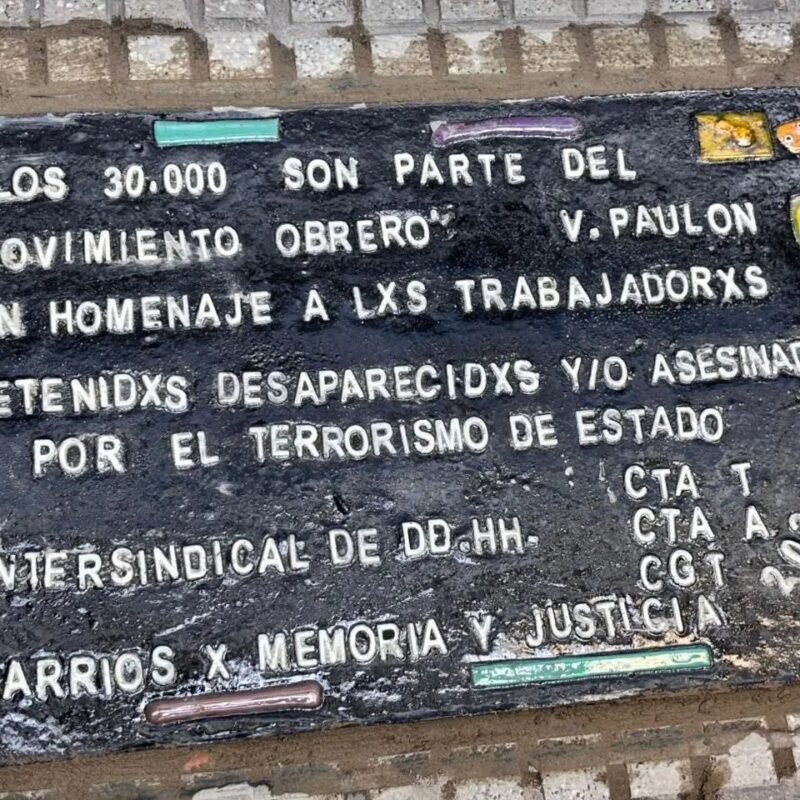 LOS 30.000 SON PARTE DEL
OVIMIENTO OBRERO" V. PAULON
N HOMENAJE A LXS TRABAJADORXS
ETENIDXS DESAPARECIDXS Y/O ASESINAD
POR EL TERRORISMO DE ESTADO
CTA T
NTERSINDICAL DE DD.HH. CTA A.
CGT
ARRIOS X MEMORIA Y JUSTICIA